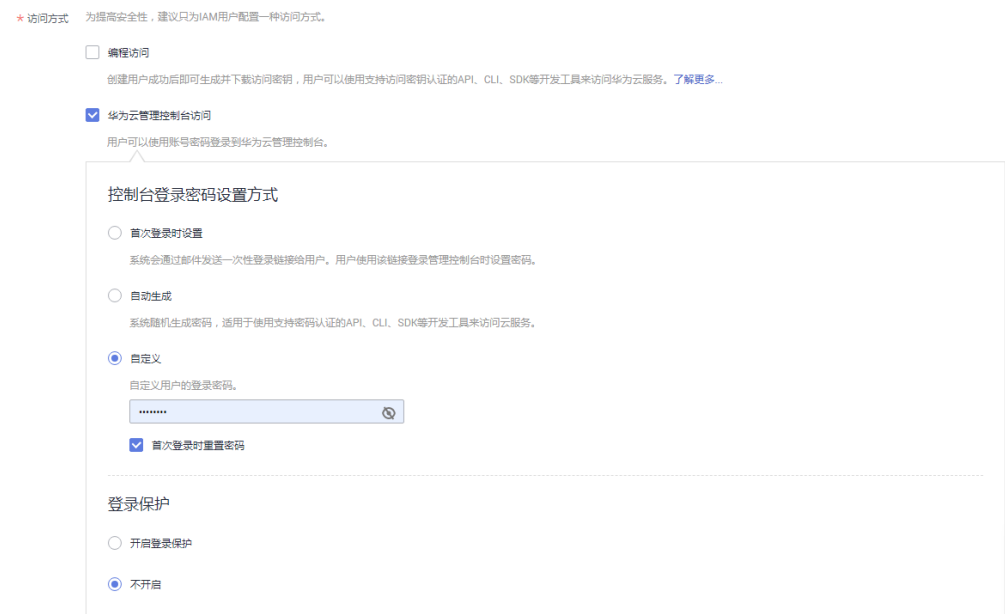 * 访问方式 为提高安全性，建议只为IAM用户配置一种访问方式。
编程访问
创建用户成功后即可生成并下载访问密钥，用户可以使用支持访问密钥认证的API、CLI、SDK等开发工具来访问华为云服务。了解更多...
华为云管理控制台访问
用户可以使用账号密码登录到华为云管理控制台。
控制台登录密码设置方式
首次登录时设置
系统会通过邮件发送一次性登录链接给用户。用户使用该链接登录管理控制台时设置密码。
自动生成
系统随机生成密码，适用于使用支持密码认证的API、CLI、SDK等开发工具来访问云服务。
自定义
自定义用户的登录密码。
••••••••
首次登录时重置密码
登录保护
开启登录保护
不开启